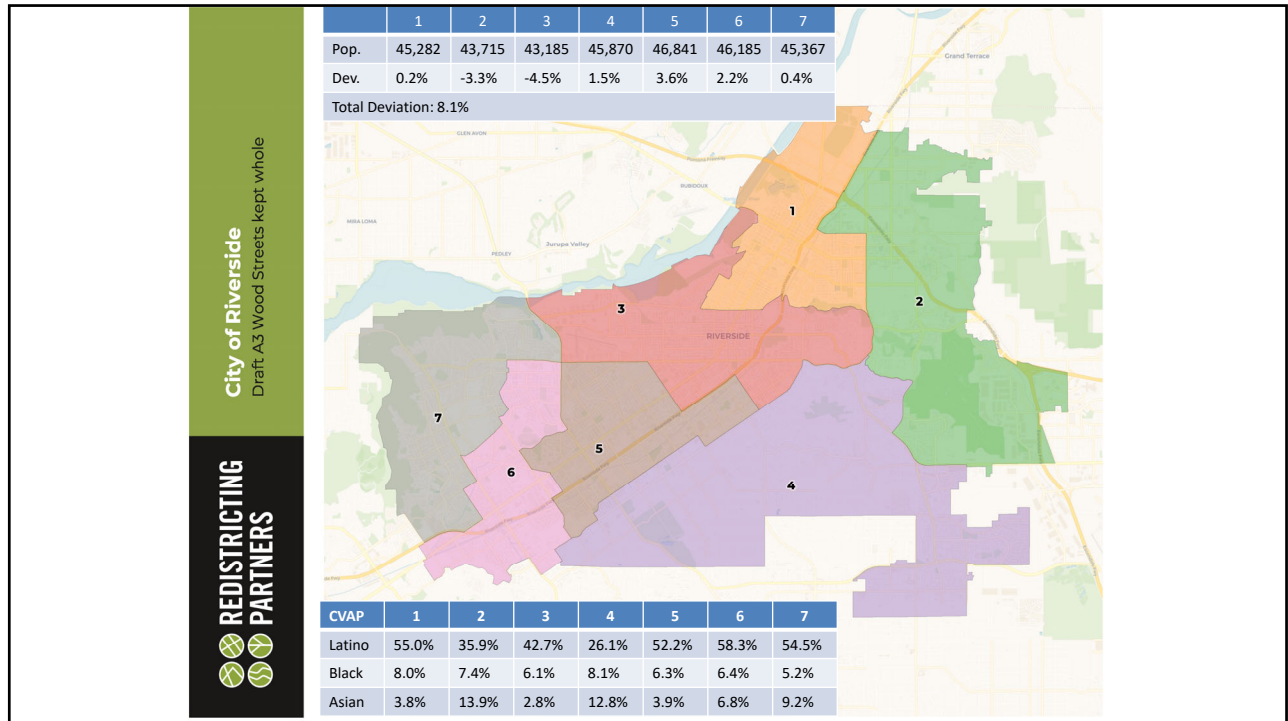 City of Riverside
Draft A3 Wood Streets kept whole
REDISTRICTING
PARTNERS
1 2 3 4 5 6 7
Pop. 45,282 43,715 43,185 45,870 46,841 46,185 45,367
Dev. 0.2% -3.3% -4.5% 1.5% 3.6% 2.2% 0.4%
Total Deviation: 8.1%
Grand Terrace
GLEN AVON
RUBIDOUX
MIRA LOMA
Jurupa Valley
PEDLEY
1
2
3
RIVERSIDE
7
5
6
4
CVAP 1 2 3 4 5 6 7
Latino 55.0% 35.9% 42.7% 26.1% 52.2% 58.3% 54.5%
Black 8.0% 7.4% 6.1% 8.1% 6.3% 6.4% 5.2%
Asian 3.8% 13.9% 2.8% 12.8% 3.9% 6.8% 9.2%